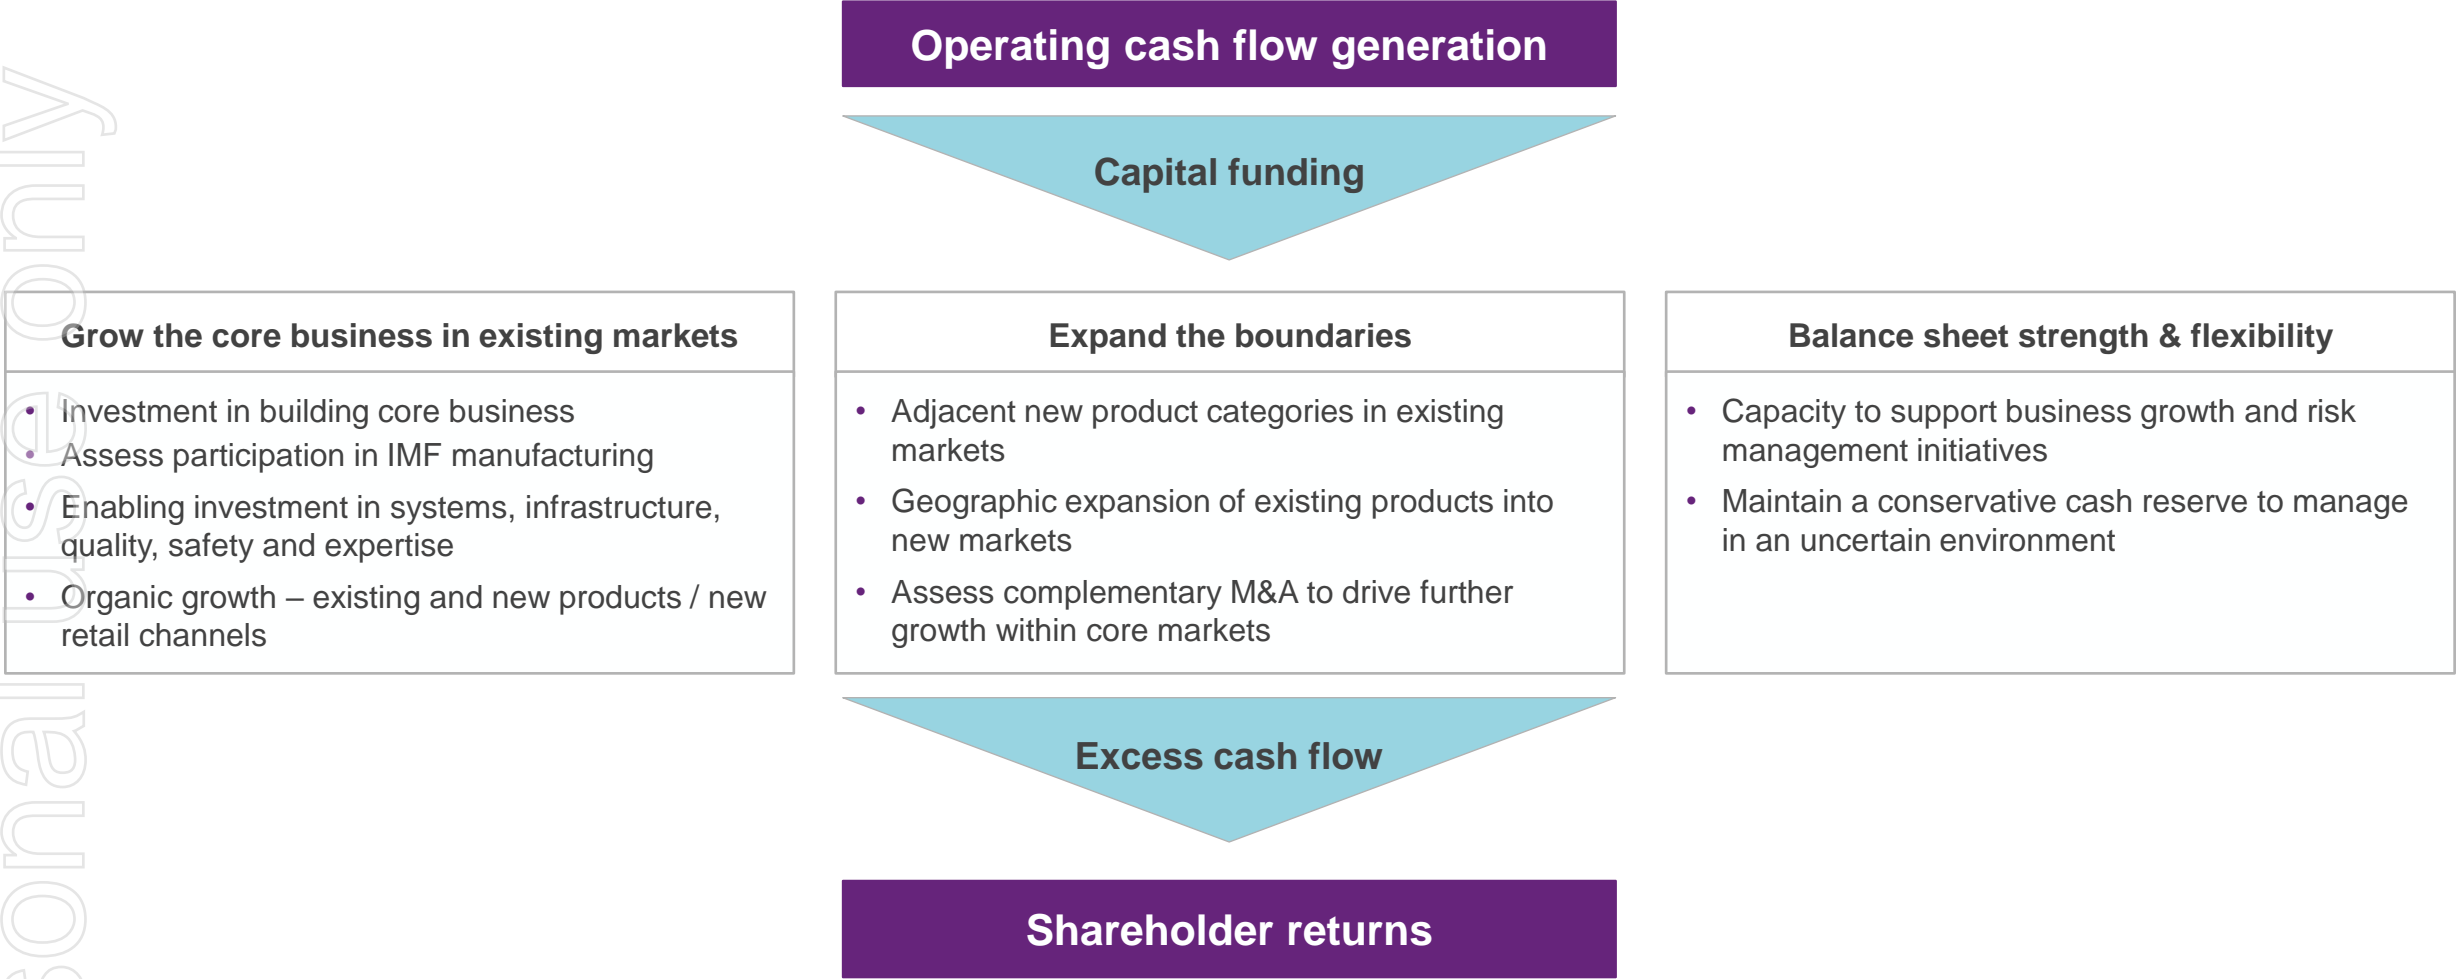 Operating cash flow generation
Capital funding
Grow the core business in existing markets
• Investment in building core business
• Assess participation in IMF manufacturing
• Enabling investment in systems, infrastructure,
quality, safety and expertise
• Organic growth – existing and new products / new
retail channels
Expand the boundaries
• Adjacent new product categories in existing
markets
• Geographic expansion of existing products into
new markets
• Assess complementary M&A to drive further
growth within core markets
Balance sheet strength & flexibility
• Capacity to support business growth and risk
management initiatives
• Maintain a conservative cash reserve to manage
in an uncertain environment
Excess cash flow
Shareholder returns
sonal use only